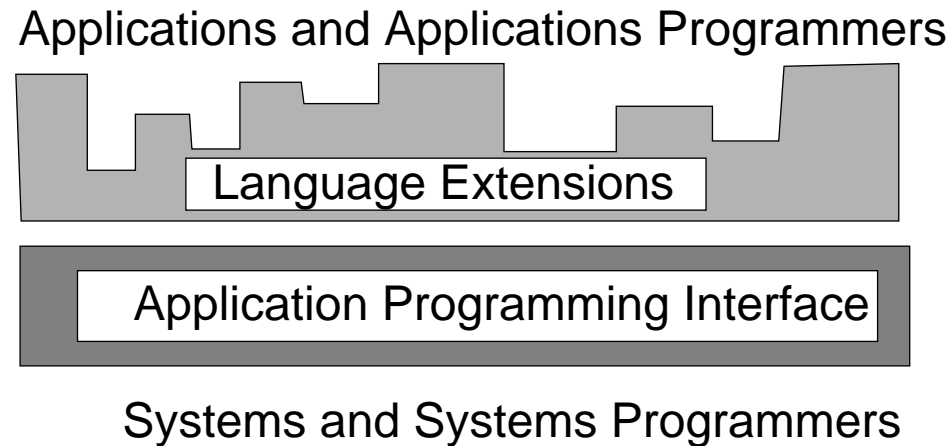 Applications and Applications Programmers
Language Extensions
Application Programming Interface
Systems and Systems Programmers